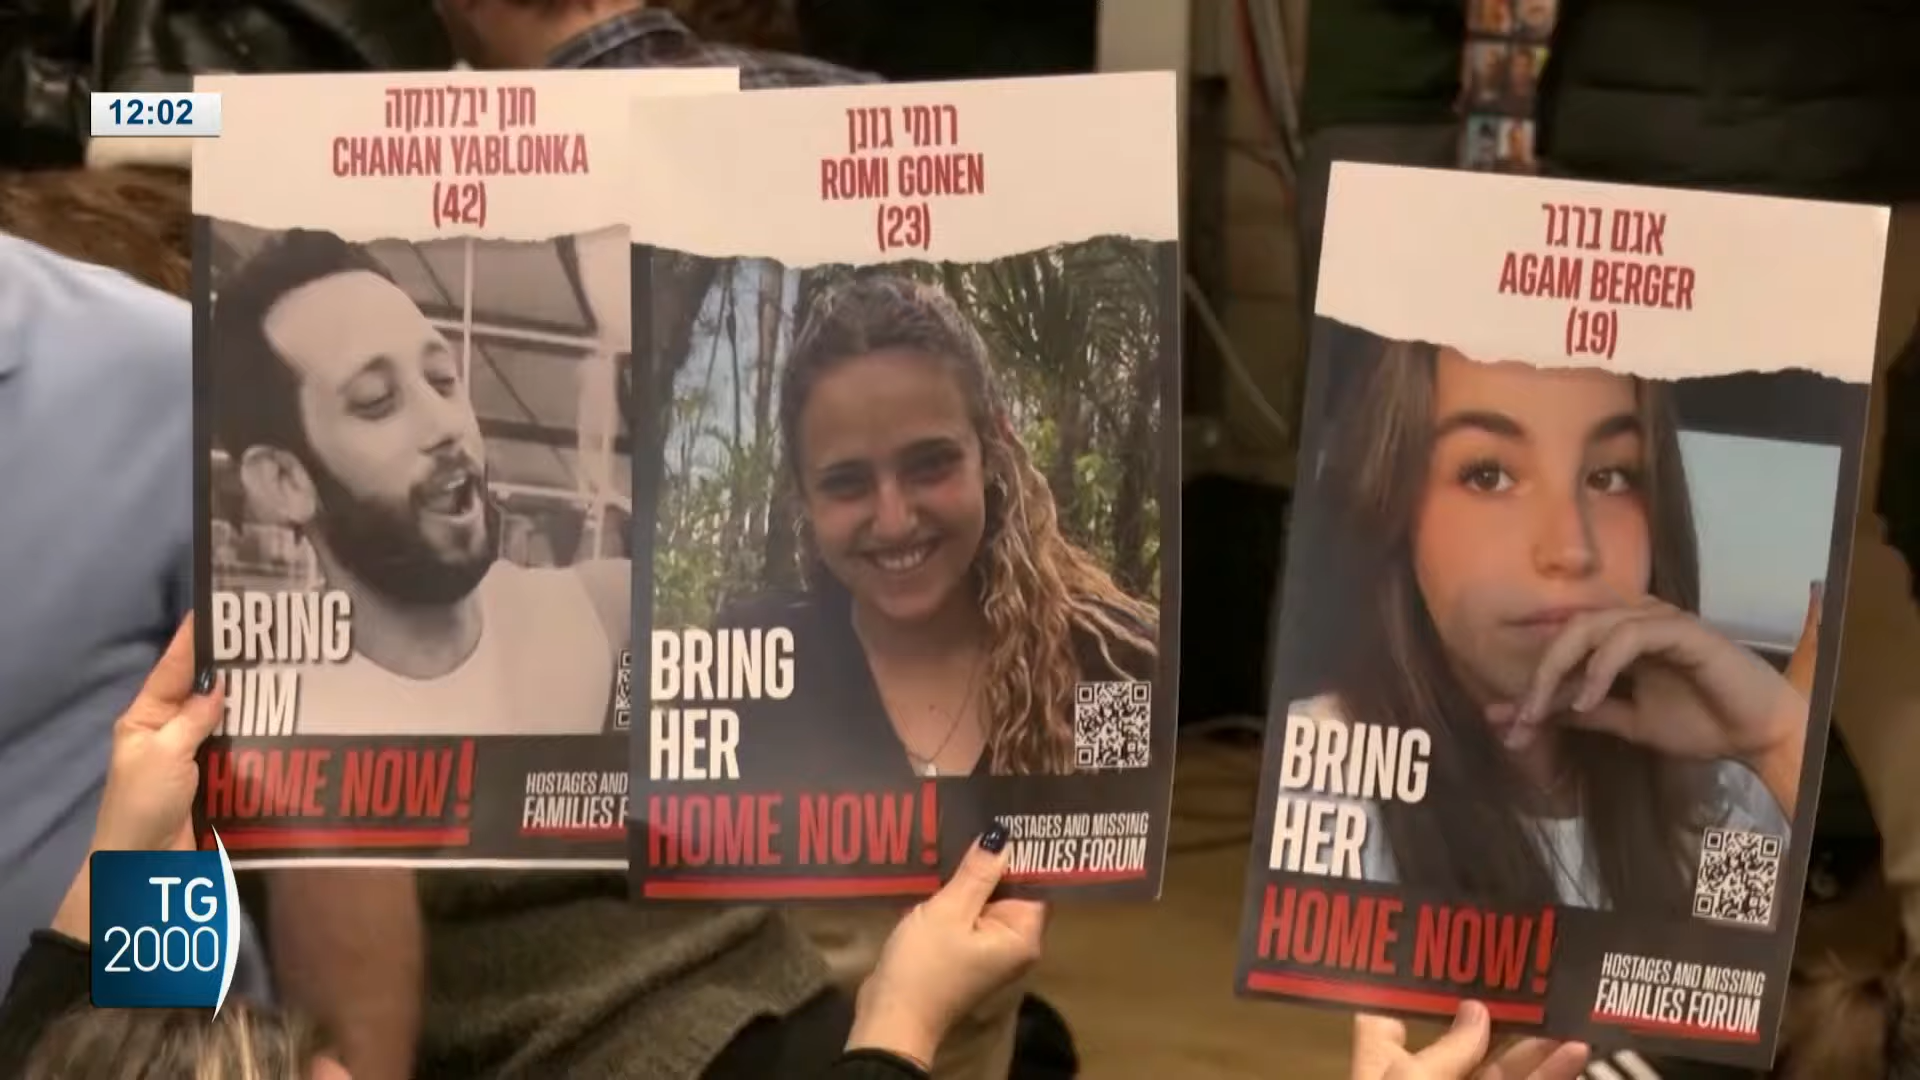 12:02
חנן יבלונקה
CHANAN YABLONKA
(42)
BRING
HIM
HOME NOW!
HOSTAGES AND
FAMILIES F
רומי גונן
ROMI GONEN
(23)
BRING
HER
HOME NOW!
HOSTAGES AND MISSING
FAMILIES FORUM
אגם ברגר
AGAM BERGER
(19)
BRING
HER
HOME NOW!
HOSTAGES AND MISSING
FAMILIES FORUM
TG
2000